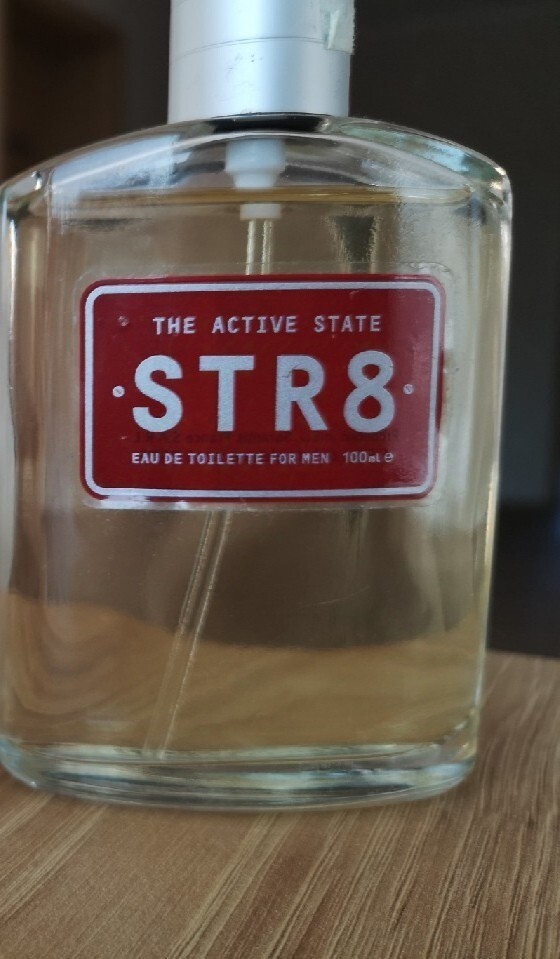 THE ACTIVE STATE
STR8
EAU DE TOILETTE FOR MEN 100ml e